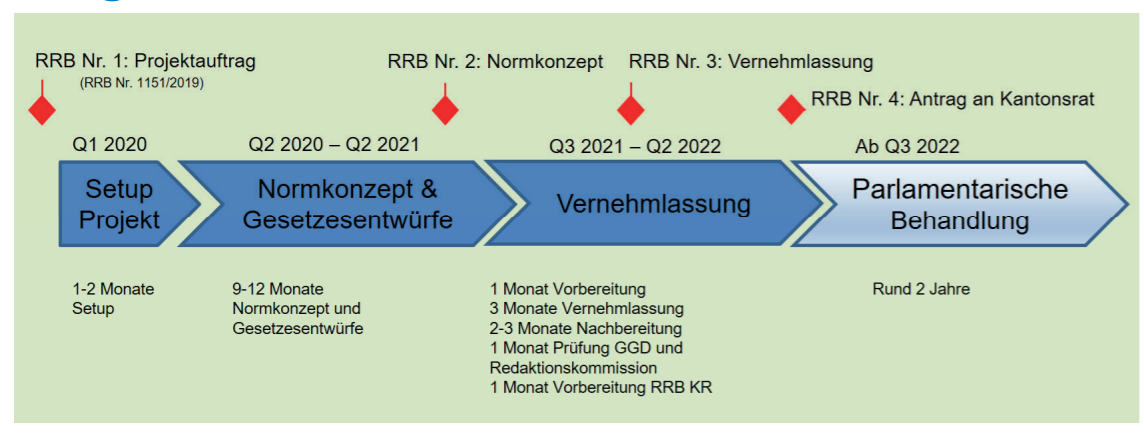 RRB Nr. 1: Projektauftrag
(RRB Nr. 1151/2019)
RRB Nr. 2: Normkonzept
RRB Nr. 3: Vernehmlassung
RRB Nr. 4: Antrag an Kantonsrat
Q1 2020
Q2 2020 – Q2 2021
Q3 2021 – Q2 2022
Ab Q3 2022
Setup
Projekt
Normkonzept &
Gesetzesentwürfe
Vernehmlassung
Parlamentarische
Behandlung
1-2 Monate
Setup
9-12 Monate
Normkonzept und
Gesetzesentwürfe
1 Monat Vorbereitung
3 Monate Vernehmlassung
2-3 Monate Nachbereitung
1 Monat Prüfung GGD und
Redaktionskommission
1 Monat Vorbereitung RRB KR
Rund 2 Jahre